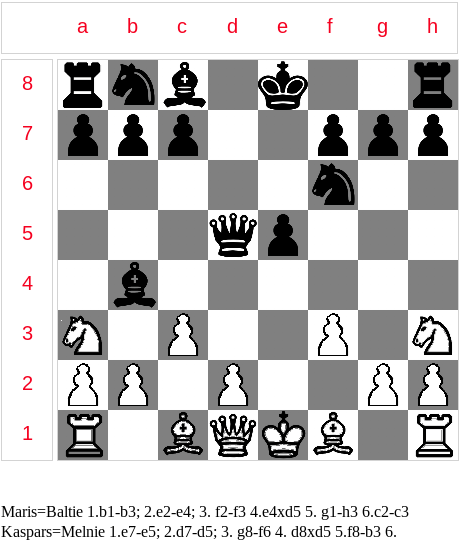 a b c d e f g h
8
7
6
5
4
3
2
1
Maris=Baltie 1.b1-b3; 2.e2-e4; 3. f2-f3 4.e4xd5 5. g1-h3 6.c2-c3
Kaspars=Melnie 1.e7-e5; 2.d7-d5; 3. g8-f6 4. d8xd5 5.f8-b3 6.